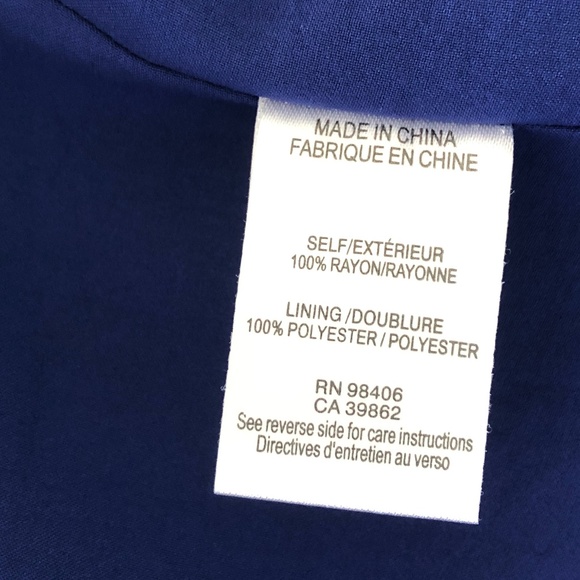 MADE IN CHINA
FABRIQUE EN CHINE
SELF/EXTÉRIEUR
100% RAYON/RAYONNE
LINING /DOUBLURE
100% POLYESTER / POLYESTER
RN 98406
CA 39862
See reverse side for care instructions
Directives d'entretien au verso